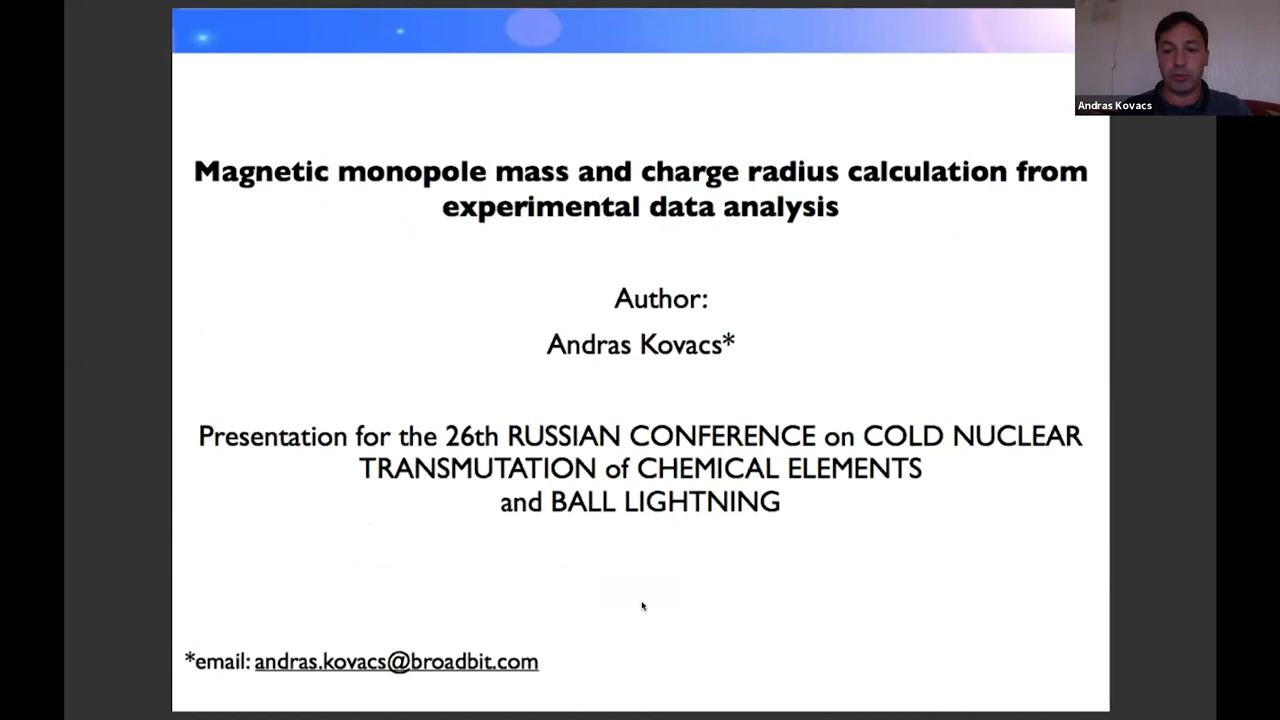 Andras Kovacs
Magnetic monopole mass and charge radius calculation from
experimental data analysis
Author:
Andras Kovacs*
Presentation for the 26th RUSSIAN CONFERENCE on COLD NUCLEAR
TRANSMUTATION of CHEMICAL ELEMENTS
and BALL LIGHTNING
*email: andras.kovacs@broadbit.com